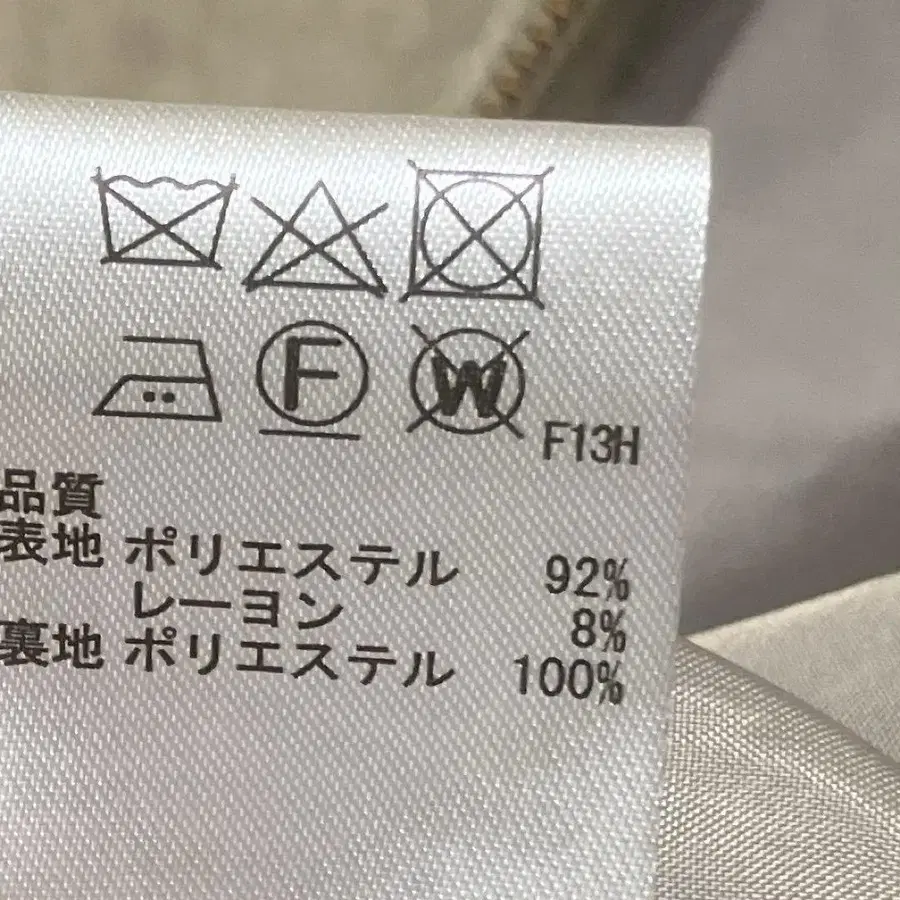 F W F13H
品質
表地 ポリエステル 92%
レーヨン 8%
裏地 ポリエステル 100%